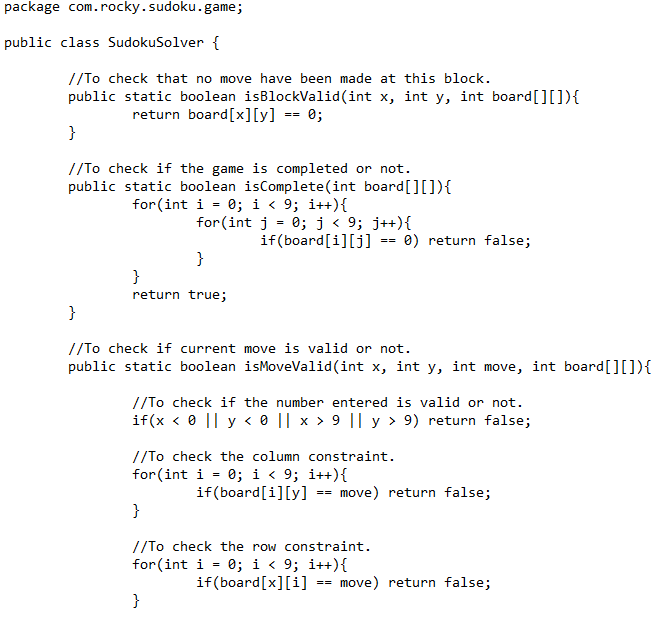 package com.rocky.sudoku.game;
public class SudokuSolver {
//To check that no move have been made at this block.
public static boolean isBlockValid(int x, int y, int board[][]){
return board[x][y] == 0;
}
//To check if the game is completed or not.
public static boolean isComplete(int board[][]){
for(int i = 0; i < 9; i++){
for(int j = 0; j < 9; j++){
if(board[i][j] == 0) return false;
}
}
return true;
}
//To check if current move is valid or not.
public static boolean isMoveValid(int x, int y, int move, int board[][]){
//To check if the number entered is valid or not.
if(x < 0 || y < 0 || x > 9 || y > 9) return false;
//To check the column constraint.
for(int i = 0; i < 9; i++){
if(board[i][y] == move) return false;
}
//To check the row constraint.
for(int i = 0; i < 9; i++){
if(board[x][i] == move) return false;
}